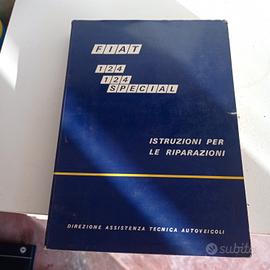 FIAT
124
124
SPECIAL
ISTRUZIONI PER
LE RIPARAZIONI
DIREZIONE ASSISTENZA TECNICA AUTOVEICOLI
subito